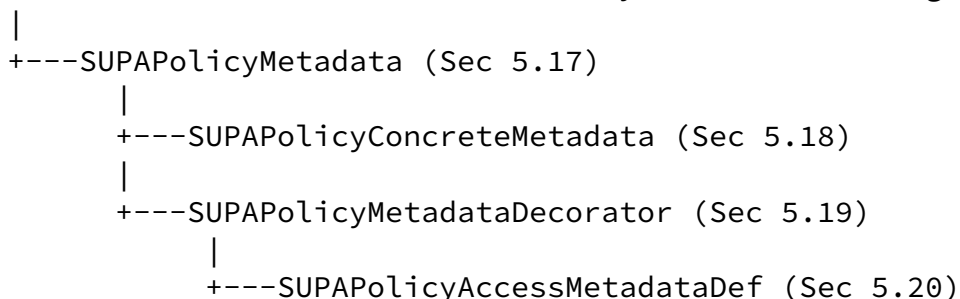 |
+---SUPAPolicyMetadata (Sec 5.17)
      |
      +---SUPAPolicyConcreteMetadata (Sec 5.18)
      |
      +---SUPAPolicyMetadataDecorator (Sec 5.19)
            |
            +---SUPAPolicyAccessMetadataDef (Sec 5.20)